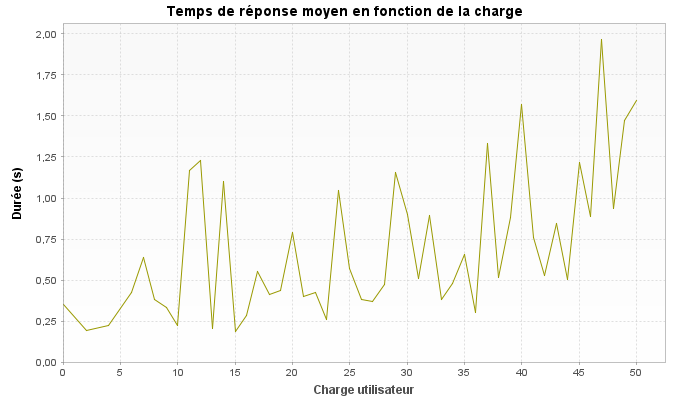 Temps de réponse moyen en fonction de la charge
2,00
1,75
1,50
1,25
1,00
0,75
0,50
0,25
0,00
Durée (s)
0 5 10 15 20 25 30 35 40 45 50
Charge utilisateur